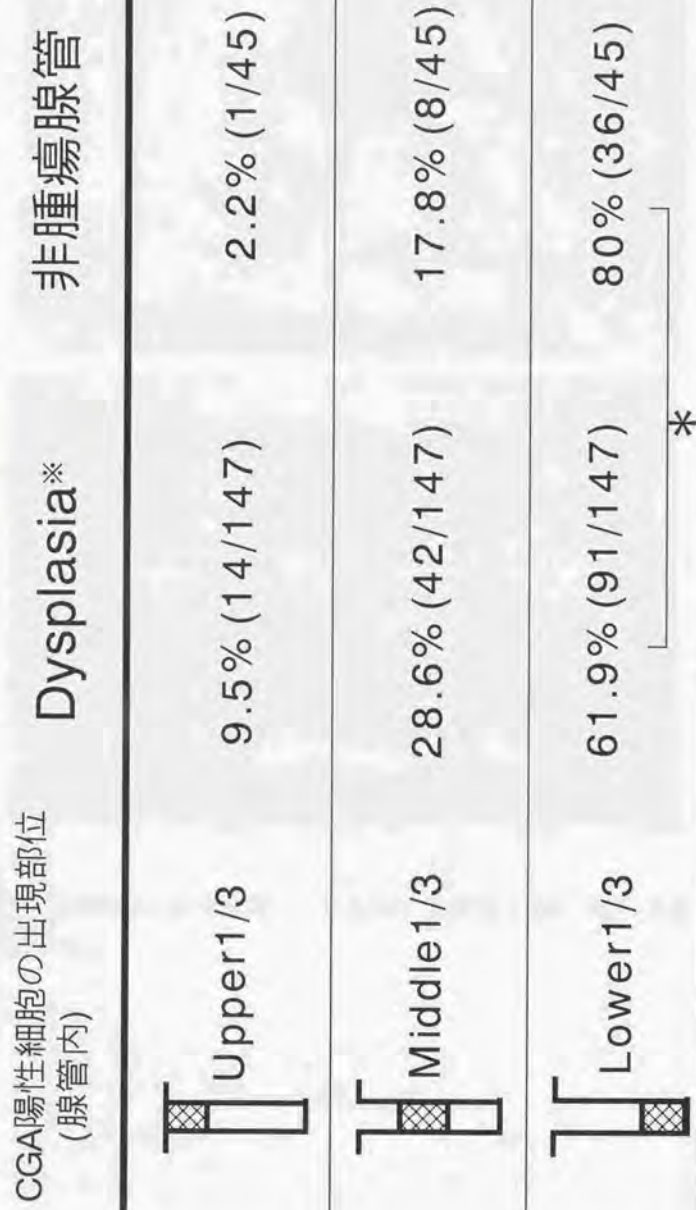 CGA陽性細胞の出現部位
(腺管内)
Dysplasia※
非腫瘍腺管
Upper1/3
9.5%(14/147)
2.2%(1/45)
Middle1/3
28.6%(42/147)
17.8%(8/45)
Lower1/3
61.9%(91/147)
80%(36/45)
*